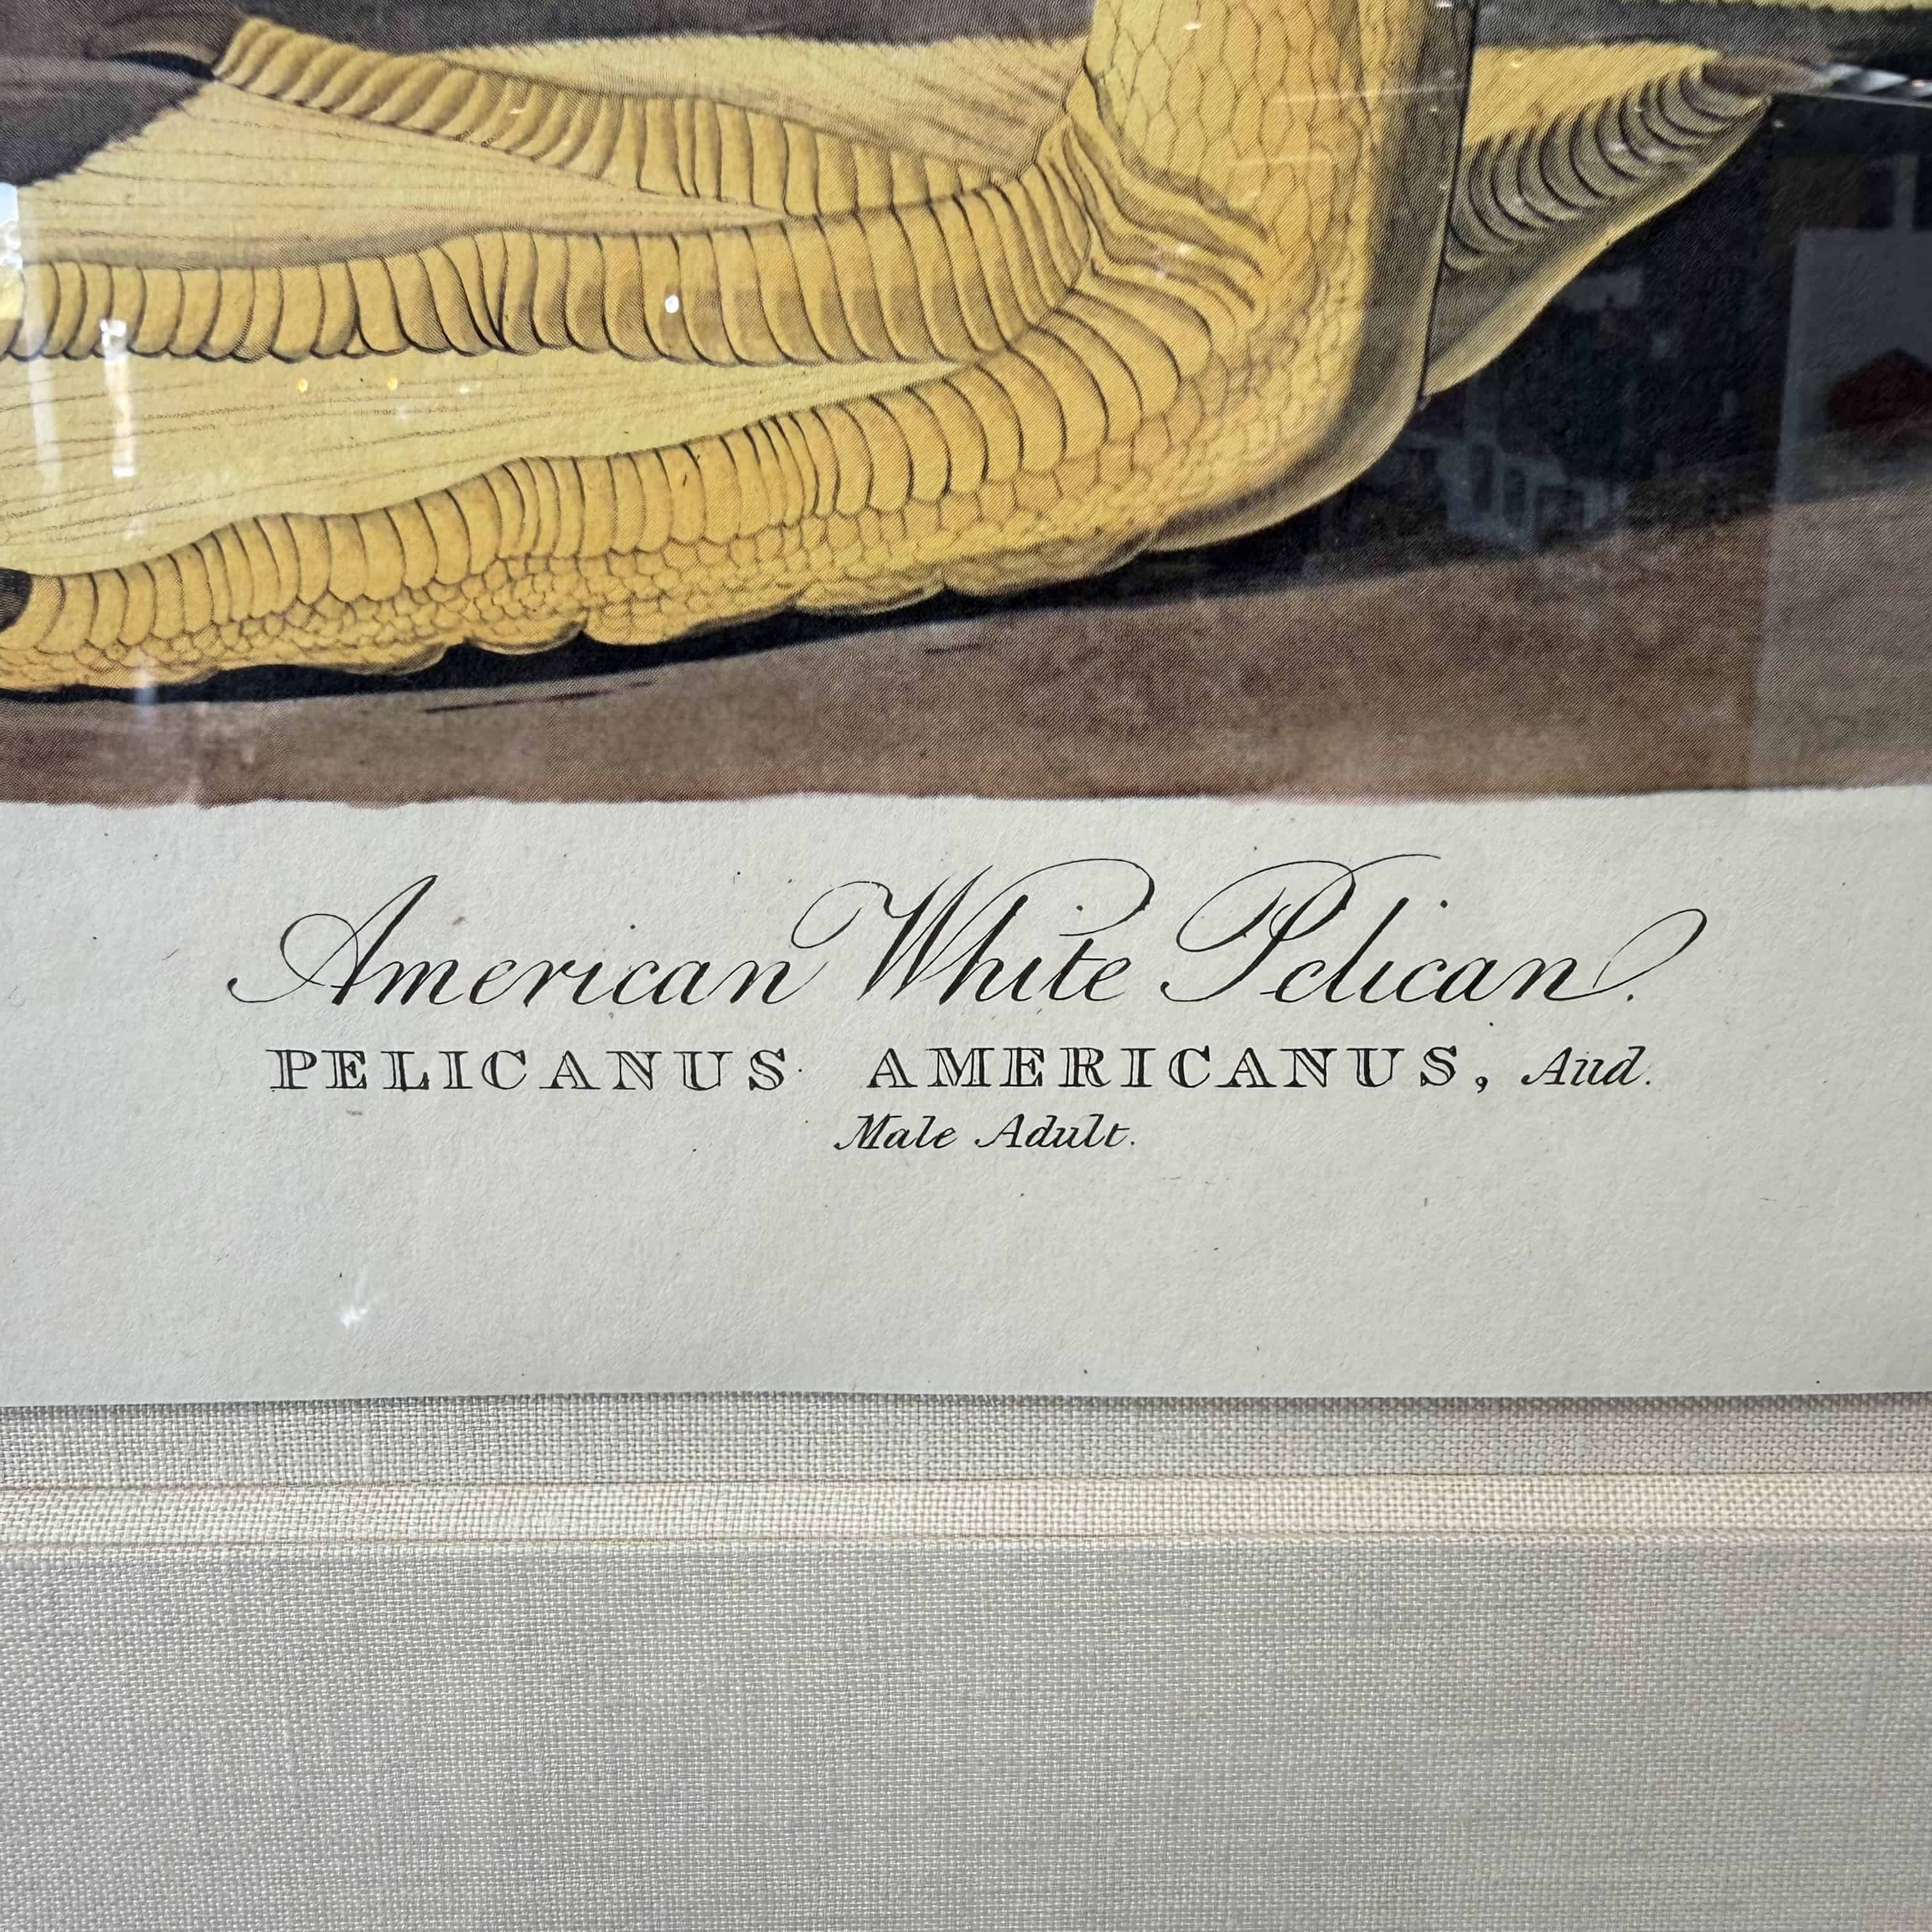 American White Pelican.
PELICANUS AMERICANUS, Aud.
Male Adult.